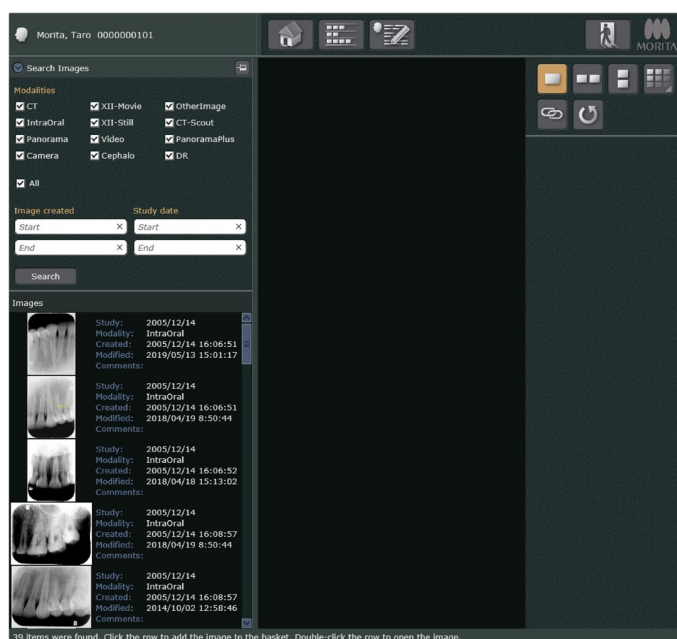 Morita, Taro 0000000101
MORITA
Search Images
Modalities
CT XII-Movie OtherImage
IntraOral XII-Still CT-Scout
Panorama Video PanoramaPlus
Camera Cephalo DR
All
Image created Study date
Start × Start ×
End × End ×
Search
Images
Study: 2005/12/14
Modality: IntraOral
Created: 2005/12/14 16:06:51
Modified: 2019/05/13 15:01:17
Comments:
Study: 2005/12/14
Modality: IntraOral
Created: 2005/12/14 16:06:51
Modified: 2018/04/19 8:50:44
Comments:
Study: 2005/12/14
Modality: IntraOral
Created: 2005/12/14 16:06:52
Modified: 2018/04/18 15:13:02
Comments:
Study: 2005/12/14
Modality: IntraOral
Created: 2005/12/14 16:08:57
Modified: 2018/04/19 8:50:44
Comments:
Study: 2005/12/14
Modality: IntraOral
Created: 2005/12/14 16:08:57
Modified: 2014/10/02 12:58:46
Comments:
a
39 items were found. Click the row to add the image to the basket. Double-click the row to open the image.